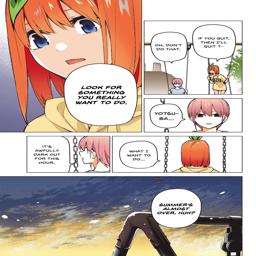 IF YOU QUIT,
THEN I'LL
QUIT T-
OH, DON'T
DO THAT.
LOOK FOR
SOMETHING
YOU REALLY
WANT TO DO.
YOTSU-
BA...
WHAT I
WANT TO
DO...
IT'S
AWFULLY
DARK OUT
FOR THIS
HOUR.
SUMMER'S
ALMOST
OVER, HUH?